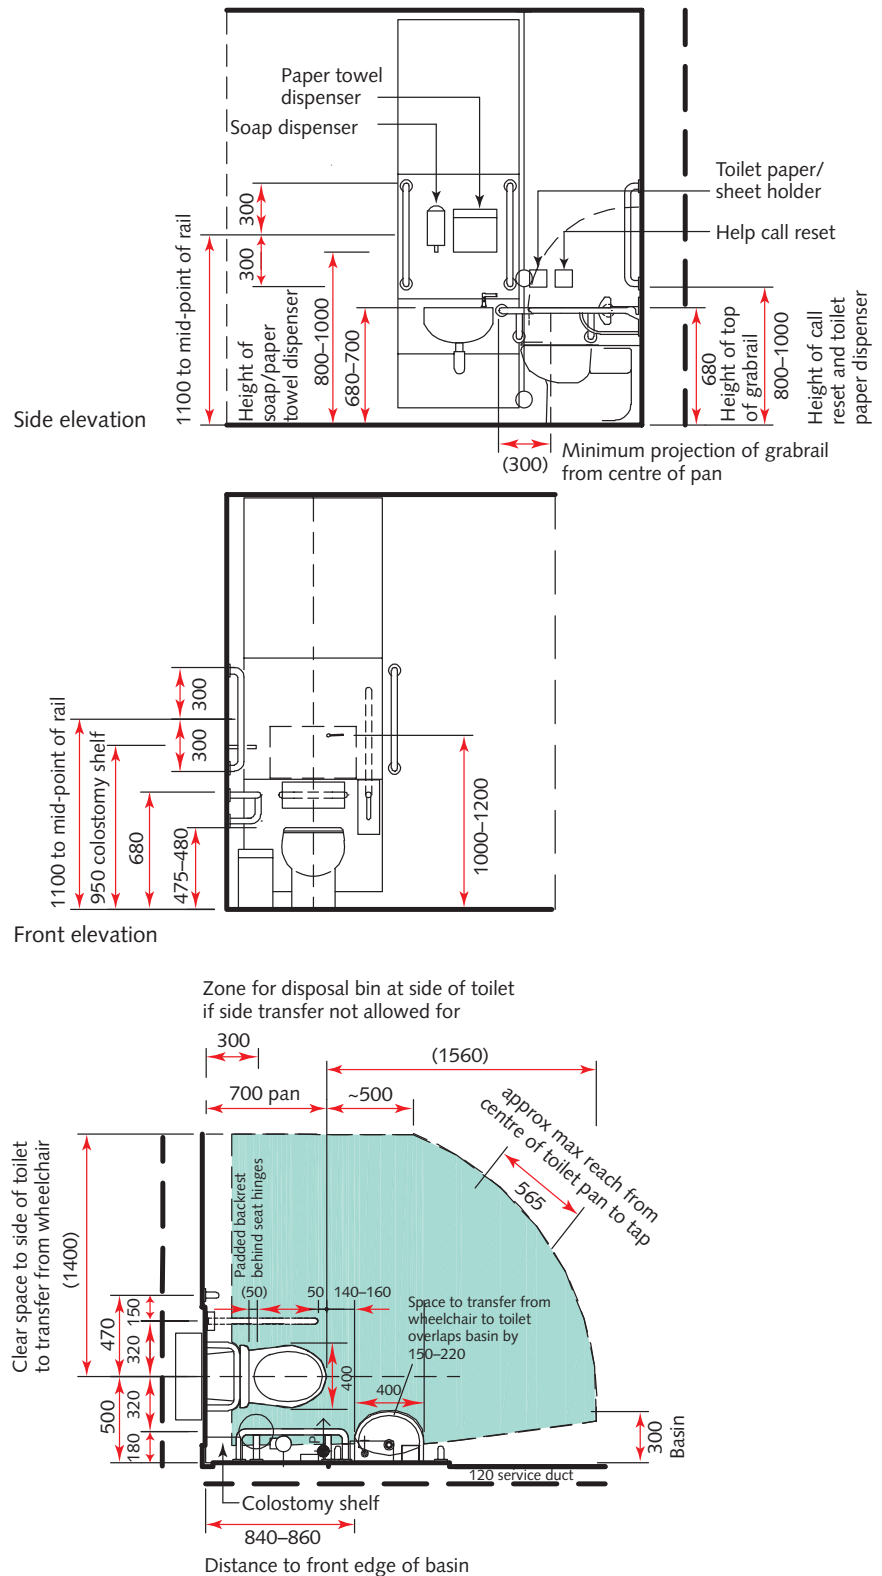 Paper towel
dispenser
Soap dispenser
Toilet paper/
sheet holder
Help call reset
300
300
1100 to mid-point of rail
Height of
soap/paper
towel dispenser
800–1000
680–700
680
Height of top
of grabrail
800–1000
Height of call
reset and toilet
paper dispenser
Side elevation
(300)
Minimum projection of grabrail
from centre of pan
300
300
1100 to mid-point of rail
950 colostomy shelf
680
475–480
1000–1200
Front elevation
Zone for disposal bin at side of toilet
if side transfer not allowed for
300
(1560)
700 pan
~500
approx max reach from
centre of toilet pan to tap
565
Clear space to side of toilet
to transfer from wheelchair
(1400)
Padded backrest
behind seat hinges
(50)
50
140–160
Space to transfer from
wheelchair to toilet
overlaps basin by
150–220
470
150
320
400
400
500
320
180
P
300
Basin
120 service duct
Colostomy shelf
840–860
Distance to front edge of basin